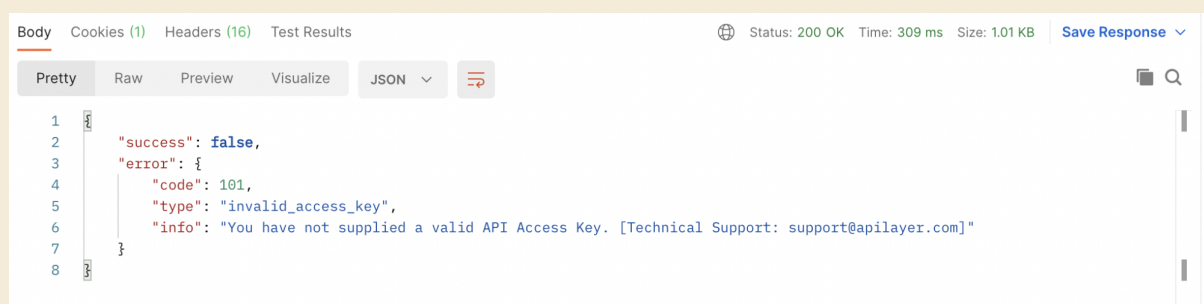 Body Cookies (1) Headers (16) Test Results Status: 200 OK Time: 309 ms Size: 1.01 KB Save Response
Pretty Raw Preview Visualize JSON
1 {
2 "success": false,
3 "error": {
4 "code": 101,
5 "type": "invalid_access_key",
6 "info": "You have not supplied a valid API Access Key. [Technical Support: support@apilayer.com]"
7 }
8 }